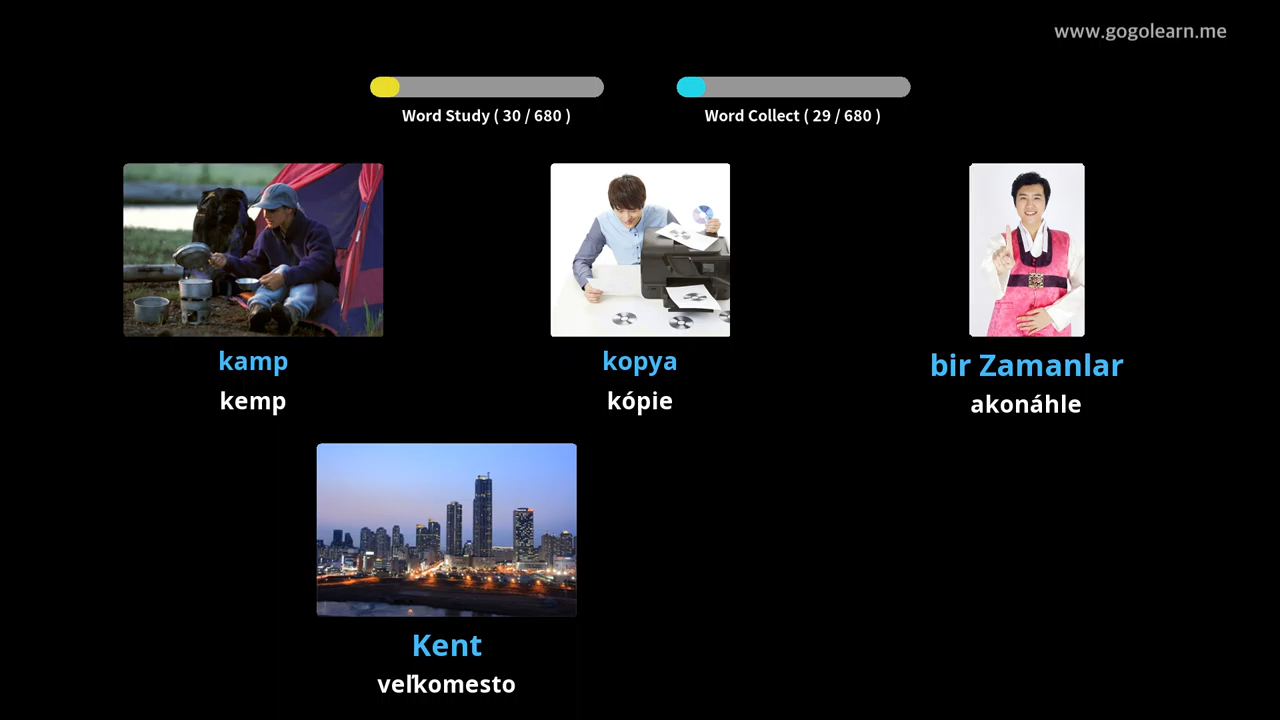 www.gogolearn.me
Word Study ( 30 / 680 )
Word Collect ( 29 / 680 )
kamp
kemp
kopya
kópie
bir Zamanlar
akonáhle
Kent
veľkomesto